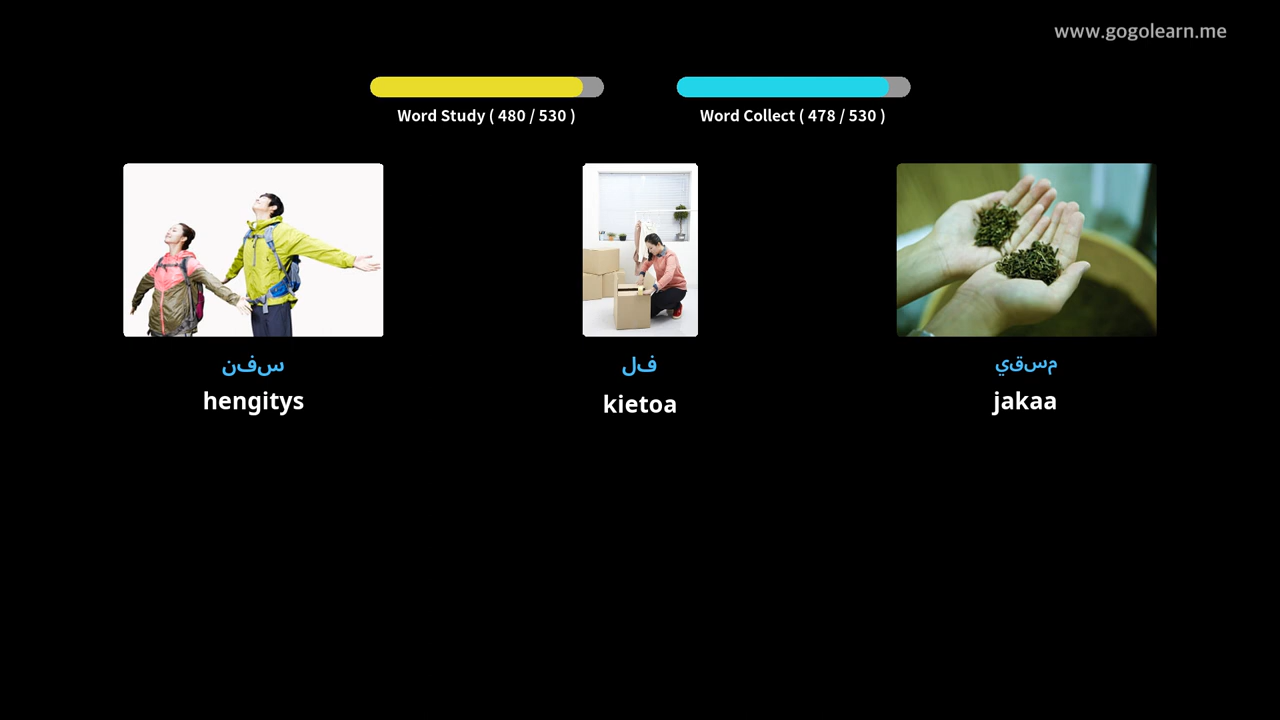 www.gogolearn.me
Word Study ( 480 / 530 )
Word Collect ( 478 / 530 )
سفن
فل
مسقي
hengitys
kietoa
jakaa